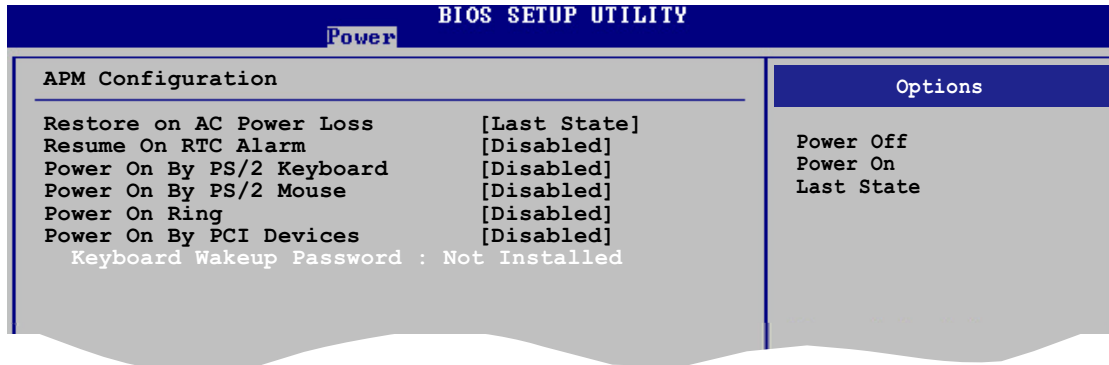 BIOS SETUP UTILITY
Power
APM Configuration
Restore on AC Power Loss [Last State]
Resume On RTC Alarm [Disabled]
Power On By PS/2 Keyboard [Disabled]
Power On By PS/2 Mouse [Disabled]
Power On Ring [Disabled]
Power On By PCI Devices [Disabled]
Keyboard Wakeup Password : Not Installed
Options
Power Off
Power On
Last State